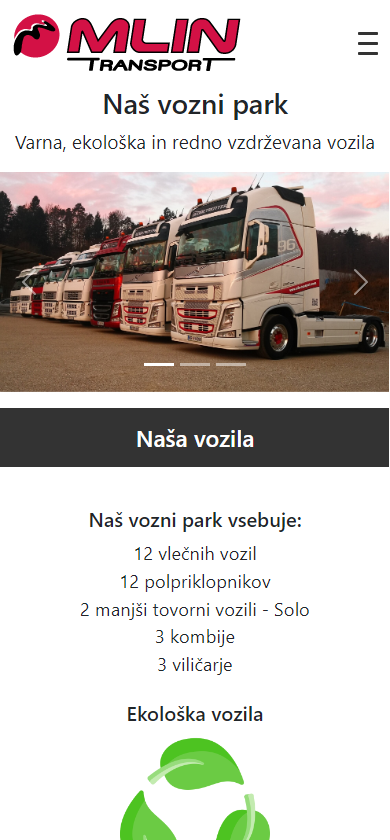 MLIN
TRANSPORT
Naš vozni park
Varna, ekološka in redno vzdrževana vozila
96
Naša vozila
Naš vozni park vsebuje:
12 vlečnih vozil
12 polpriklopnikov
2 manjši tovorni vozili - Solo
3 kombije
3 viličarje
Ekološka vozila